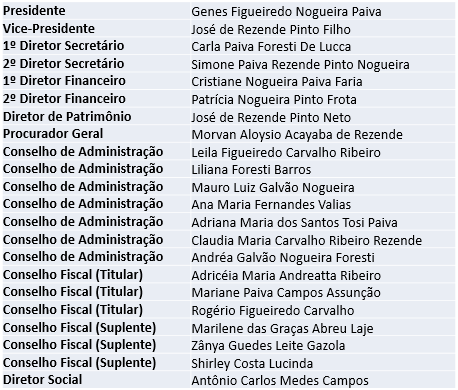 Presidente Genes Figueiredo Nogueira Paiva
Vice-Presidente José de Rezende Pinto Filho
1º Diretor Secretário Carla Paiva Foresti De Lucca
2º Diretor Secretário Simone Paiva Rezende Pinto Nogueira
1º Diretor Financeiro Cristiane Nogueira Paiva Faria
2º Diretor Financeiro Patrícia Nogueira Pinto Frota
Diretor de Patrimônio José de Rezende Pinto Neto
Procurador Geral Morvan Aloysio Acayaba de Rezende
Conselho de Administração Leila Figueiredo Carvalho Ribeiro
Conselho de Administração Liliana Foresti Barros
Conselho de Administração Mauro Luiz Galvão Nogueira
Conselho de Administração Ana Maria Fernandes Valias
Conselho de Administração Adriana Maria dos Santos Tosi Paiva
Conselho de Administração Claudia Maria Carvalho Ribeiro Rezende
Conselho de Administração Andréa Galvão Nogueira Foresti
Conselho Fiscal (Titular) Adricéia Maria Andreatta Ribeiro
Conselho Fiscal (Titular) Mariane Paiva Campos Assunção
Conselho Fiscal (Titular) Rogério Figueiredo Carvalho
Conselho Fiscal (Suplente) Marilene das Graças Abreu Laje
Conselho Fiscal (Suplente) Zânya Guedes Leite Gazola
Conselho Fiscal (Suplente) Shirley Costa Lucinda
Diretor Social Antônio Carlos Medes Campos